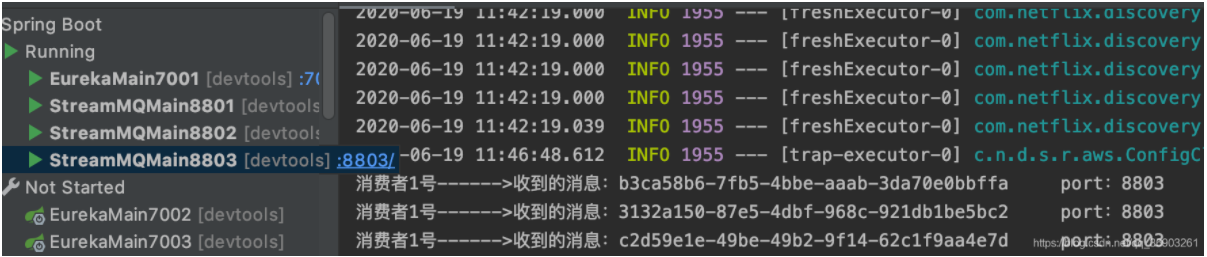 Spring Boot
Running
EurekaMain7001 [devtools] :70
StreamMQMain8801 [devtools
StreamMQMain8802 [devtools
StreamMQMain8803 [devtools] :8803/
Not Started
EurekaMain7002 [devtools]
EurekaMain7003 [devtools]
2020-06-19 11:42:19.000 INFO 1955 --- [freshExecutor-0] com.netflix.discovery
2020-06-19 11:42:19.000 INFO 1955 --- [freshExecutor-0] com.netflix.discovery
2020-06-19 11:42:19.000 INFO 1955 --- [freshExecutor-0] com.netflix.discovery
2020-06-19 11:42:19.000 INFO 1955 --- [freshExecutor-0] com.netflix.discovery
2020-06-19 11:42:19.039 INFO 1955 --- [freshExecutor-0] com.netflix.discovery
-06-19 11:46:48.612 INFO 1955 --- [trap-executor-0] c.n.d.s.r.aws.ConfigC
消费者1号------>收到的消息：b3ca58b6-7fb5-4bbe-aaab-3da70e0bbffa port：8803
消费者1号------>收到的消息：3132a150-87e5-4dbf-968c-921db1be5bc2 port：8803
消费者1号------>收到的消息：c2d59e1e-49be-49b2-9f14-62c1f9aa4e7d port：8803